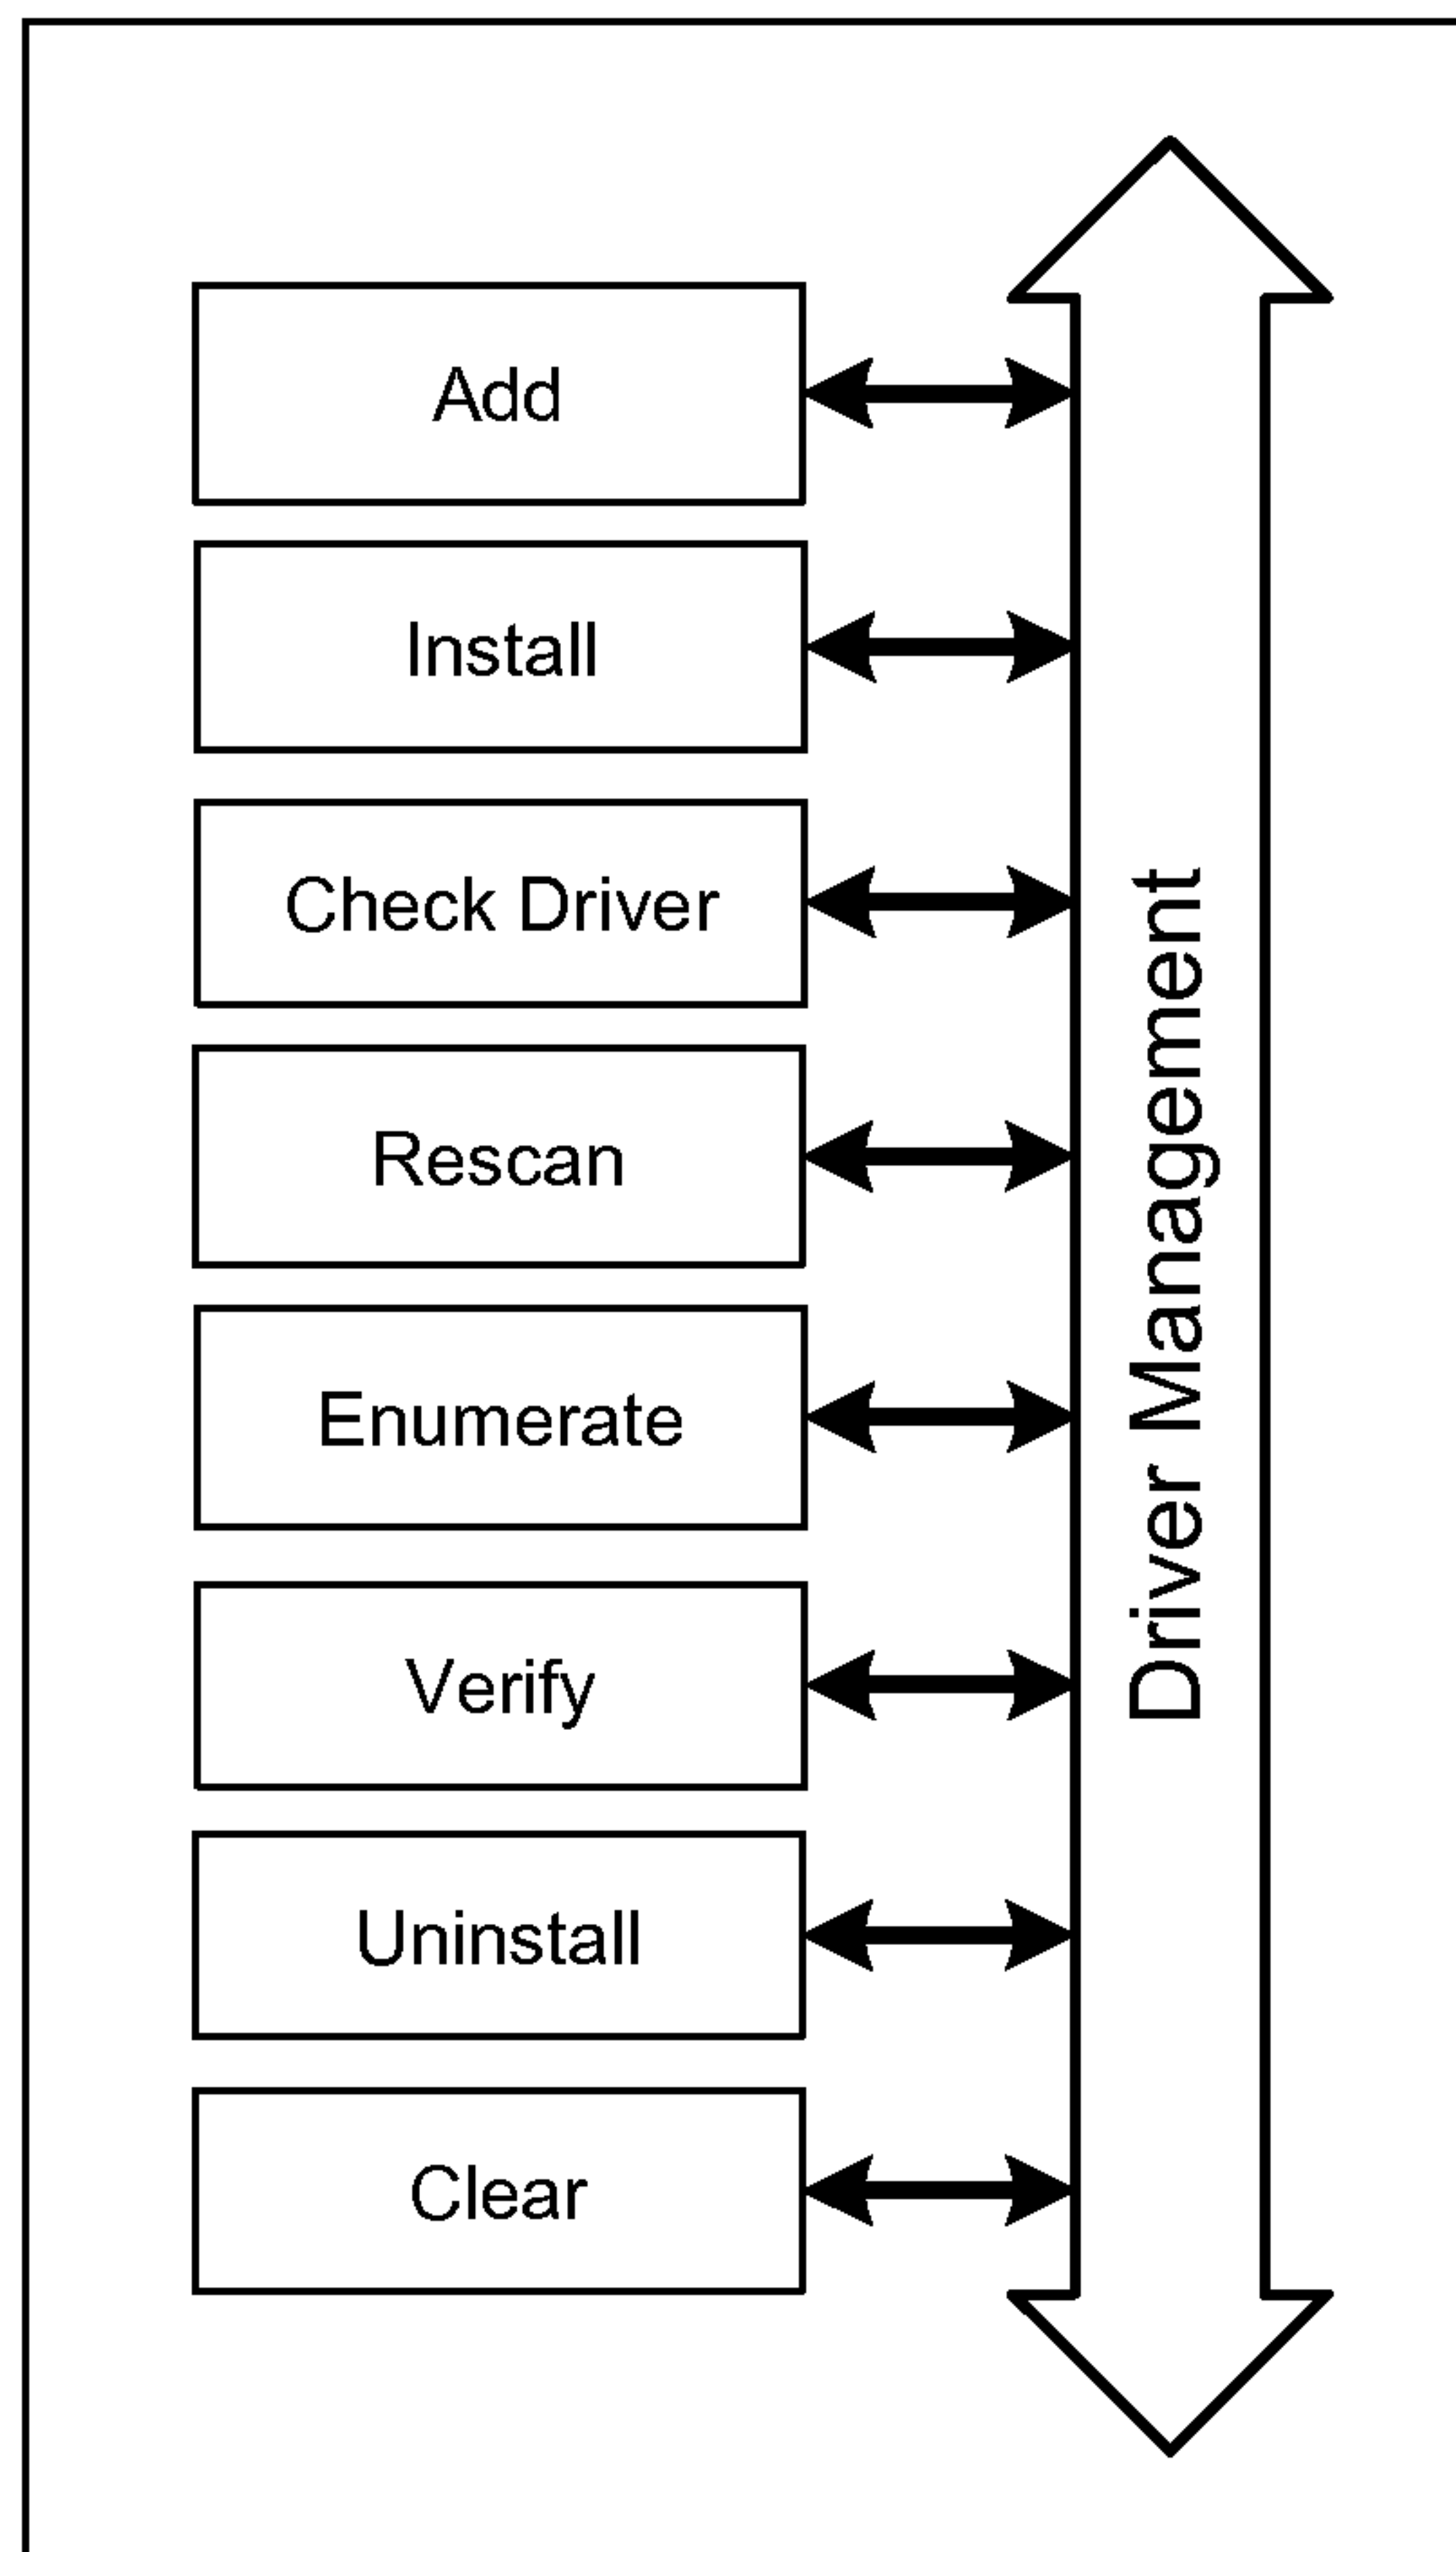 Add
Install
Check Driver
Rescan
Enumerate
Verify
Uninstall
Clear
Driver Management